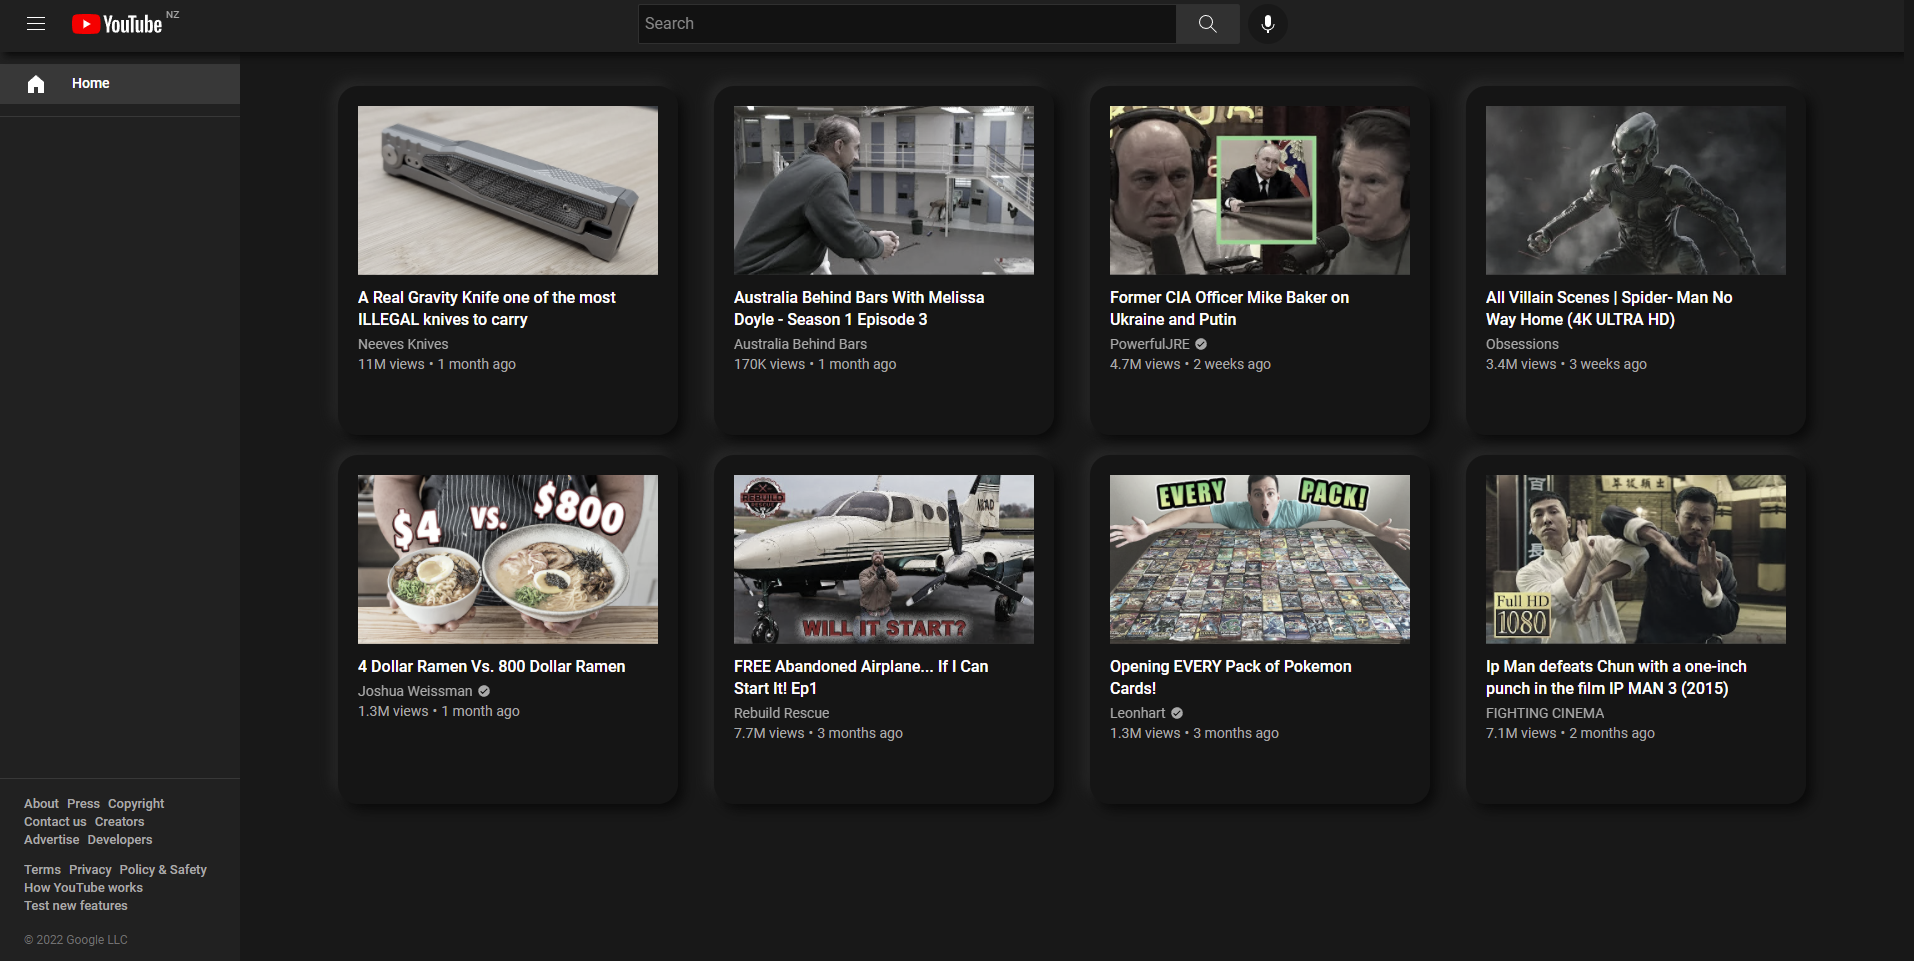 YouTube NZ
Search
Home
A Real Gravity Knife one of the most
ILLEGAL knives to carry
Neeves Knives
11M views • 1 month ago
Australia Behind Bars With Melissa
Doyle - Season 1 Episode 3
Australia Behind Bars
170K views • 1 month ago
Former CIA Officer Mike Baker on
Ukraine and Putin
PowerfulJRE
4.7M views • 2 weeks ago
All Villain Scenes | Spider- Man No
Way Home (4K ULTRA HD)
Obsessions
3.4M views • 3 weeks ago
$4 vs. $800
4 Dollar Ramen Vs. 800 Dollar Ramen
Joshua Weissman
1.3M views • 1 month ago
REBUILD
RESCUE
WILL IT START?
FREE Abandoned Airplane... If I Can
Start It! Ep1
Rebuild Rescue
7.7M views • 3 months ago
EVERY PACK!
Opening EVERY Pack of Pokemon
Cards!
Leonhart
1.3M views • 3 months ago
Full HD
1080
Ip Man defeats Chun with a one-inch
punch in the film IP MAN 3 (2015)
FIGHTING CINEMA
7.1M views • 2 months ago
About Press Copyright
Contact us Creators
Advertise Developers
Terms Privacy Policy & Safety
How YouTube works
Test new features
© 2022 Google LLC